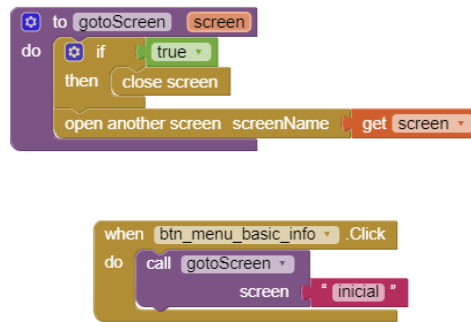 to gotoScreen screen
do if true
then close screen
open another screen screenName get screen
when btn_menu_basic_info .Click
do call gotoScreen
screen " inicial "